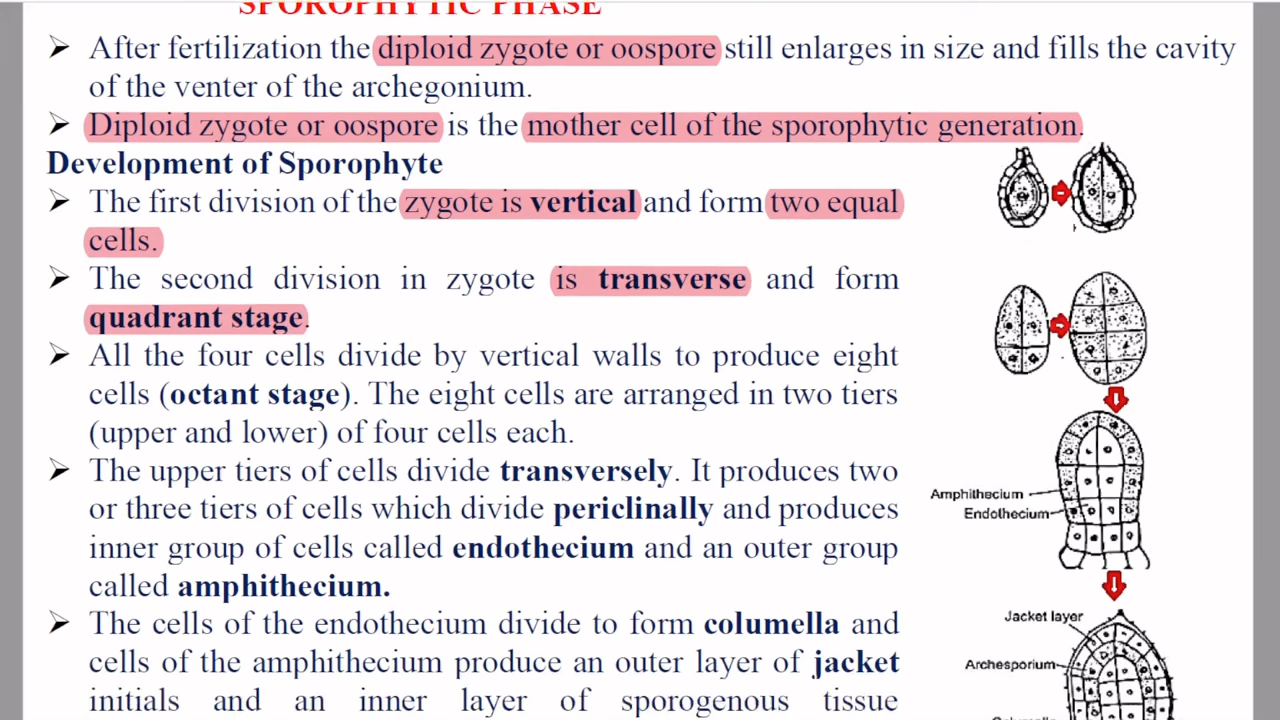 SPOROPHYTIC PHASE
➢ After fertilization the diploid zygote or oospore still enlarges in size and fills the cavity
of the venter of the archegonium.
➢ Diploid zygote or oospore is the mother cell of the sporophytic generation.
Development of Sporophyte
➢ The first division of the zygote is vertical and form two equal
cells.
➢ The second division in zygote is transverse and form
quadrant stage.
➢ All the four cells divide by vertical walls to produce eight
cells (octant stage). The eight cells are arranged in two tiers
(upper and lower) of four cells each.
➢ The upper tiers of cells divide transversely. It produces two
or three tiers of cells which divide periclinally and produces
inner group of cells called endothecium and an outer group
called amphithecium.
➢ The cells of the endothecium divide to form columella and
cells of the amphithecium produce an outer layer of jacket
initials and an inner layer of sporogenous tissue
Amphithecium
Endothecium
Jacket layer
Archesporium